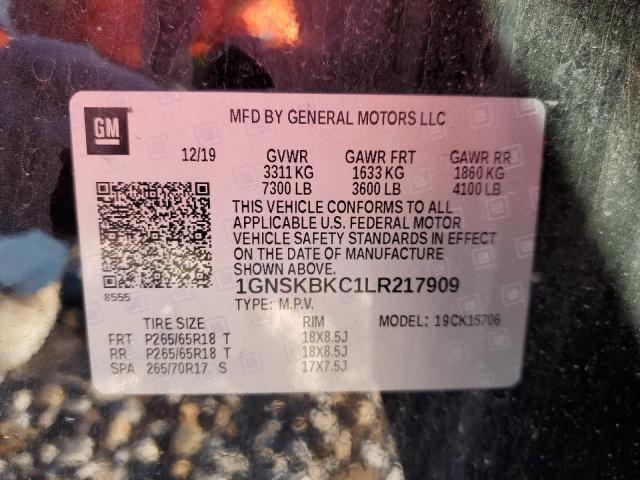 GM
MFD BY GENERAL MOTORS LLC
12/19 GVWR GAWR FRT GAWR RR
3311 KG 1633 KG 1860 KG
7300 LB 3600 LB 4100 LB
THIS VEHICLE CONFORMS TO ALL
APPLICABLE U.S. FEDERAL MOTOR
VEHICLE SAFETY STANDARDS IN EFFECT
ON THE DATE OF MANUFACTURE
SHOWN ABOVE.
8555
1GNSKBKC1LR217909
TYPE: M.P.V.
TIRE SIZE RIM MODEL: 19CK15706
FRT P265/65R18 T 18X8.5J
RR P265/65R18 T 18X8.5J
SPA 265/70R17 S 17X7.5J